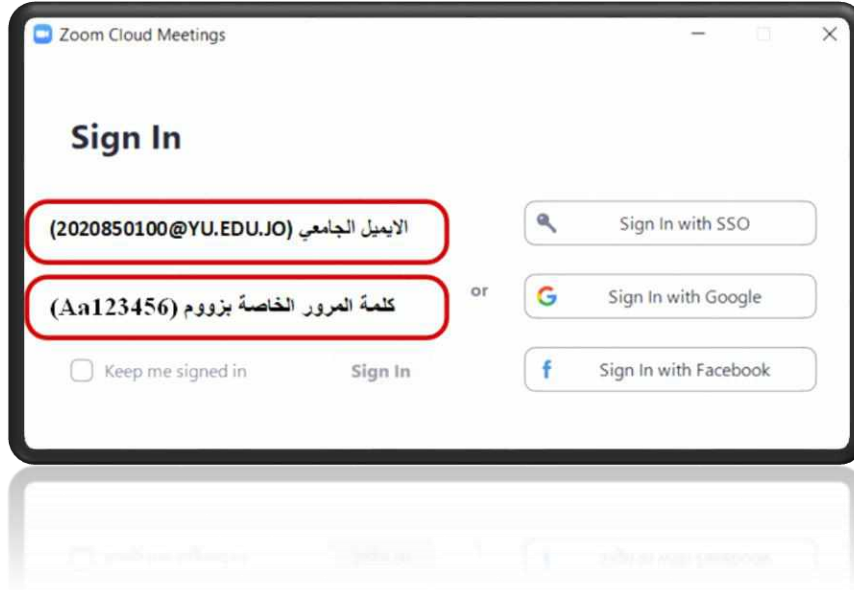 Zoom Cloud Meetings
Sign In
الايميل الجامعي (2020850100@YU.EDU.JO)
كلمة المرور الخاصة بزووم (Aa123456)
Keep me signed in
Sign In
or
Sign In with SSO
Sign In with Google
Sign In with Facebook